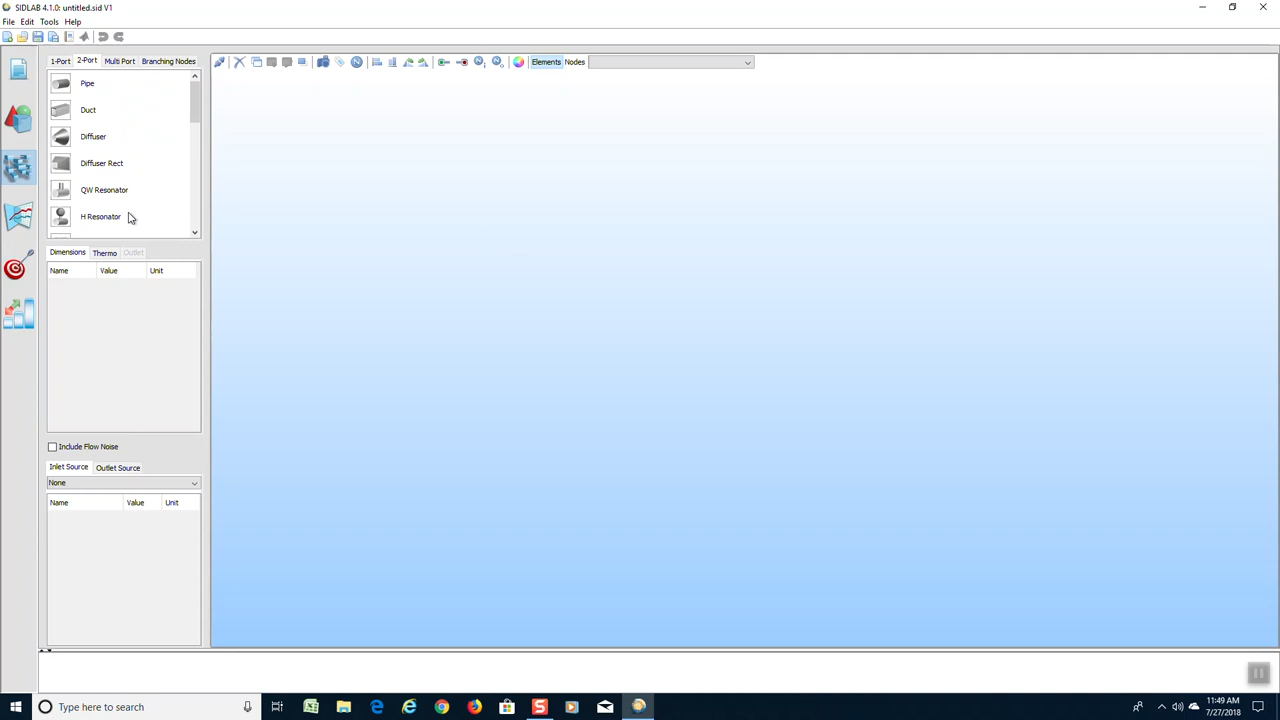 SIDLAB 4.1.0: untitled.sid V1
File Edit Tools Help
1-Port 2-Port Multi Port Branching Nodes
Elements Nodes
Pipe
Duct
Diffuser
Diffuser Rect
QW Resonator
H Resonator
Dimensions Thermo Outlet
Name Value Unit
Include Flow Noise
Inlet Source Outlet Source
None
Name Value Unit
Type here to search
11:49 AM
7/27/2018